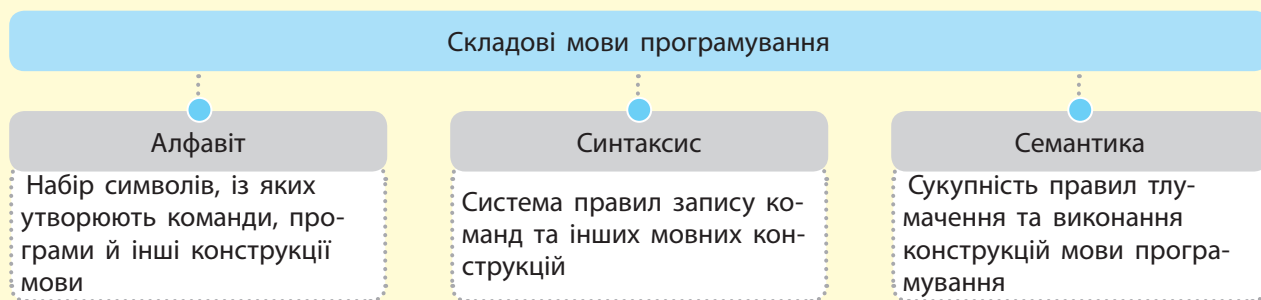 Складові мови програмування
Алфавіт
Набір символів, із яких
утворюють команди, про-
грами й інші конструкції
мови
Синтаксис
Система правил запису ко-
манд та інших мовних кон-
струкцій
Семантика
Сукупність правил тлу-
мачення та виконання
конструкцій мови програ-
мування